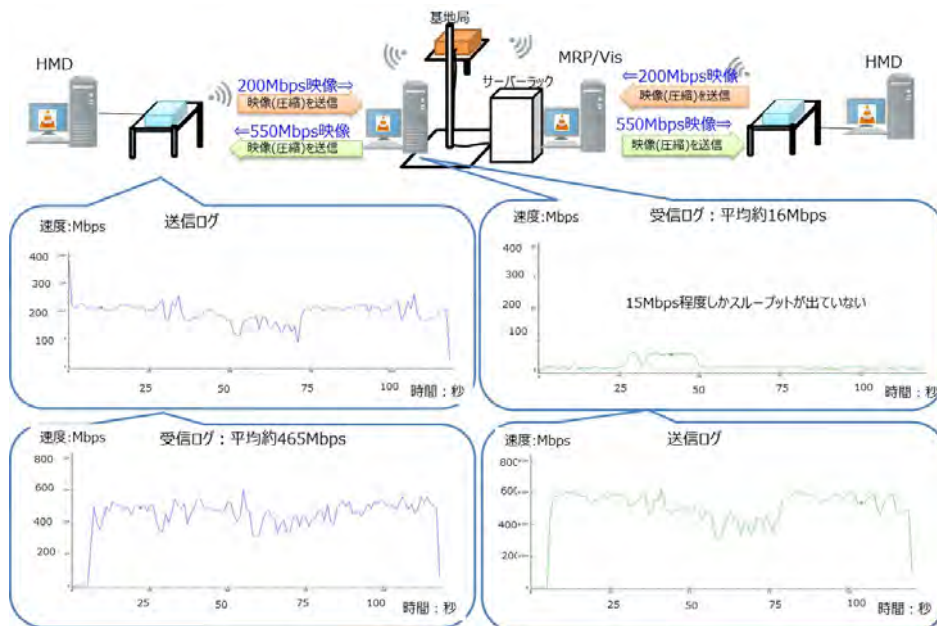 基地局
HMD
MRP/Vis
HMD
サーバーラック
200Mbps映像⇒
映像(圧縮)を送信
⇐550Mbps映像
映像(圧縮)を送信
⇐200Mbps映像
映像(圧縮)を送信
550Mbps映像⇒
映像(圧縮)を送信
速度:Mbps
送信ログ
400
300
200
100
25
50
75
100
時間：秒
速度:Mbps
受信ログ：平均約16Mbps
400
300
200
100
15Mbps程度しかスループットが出ていない
25
50
75
100
時間：秒
速度:Mbps
受信ログ：平均約465Mbps
800
600
400
200
25
50
75
100
時間：秒
速度:Mbps
送信ログ
800
600
400
200
25
50
75
100
時間：秒